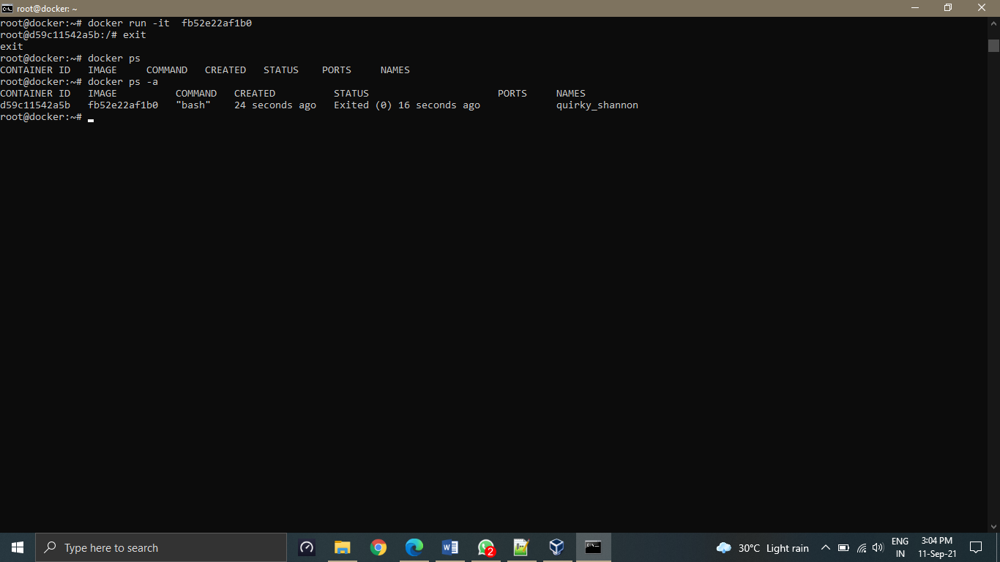 root@docker: ~
root@docker:~# docker run -it  fb52e22af1b0
root@d59c11542a5b:/# exit
exit
root@docker:~# docker ps
CONTAINER ID   IMAGE     COMMAND   CREATED   STATUS    PORTS     NAMES
root@docker:~# docker ps -a
CONTAINER ID   IMAGE          COMMAND   CREATED          STATUS                      PORTS     NAMES
d59c11542a5b   fb52e22af1b0   "bash"    24 seconds ago   Exited (0) 16 seconds ago             quirky_shannon
root@docker:~#
Type here to search
2
30°C Light rain
ENG
IN
3:04 PM
11-Sep-21